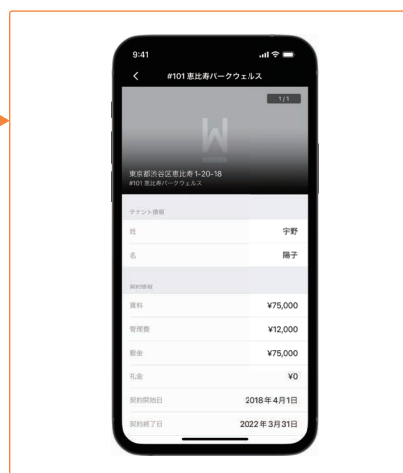 9:41
#101 恵比寿パークウェルス
1/1
東京都渋谷区恵比寿1-20-18
#101 恵比寿パークウェルス
テナント情報
姓 宇野
名 陽子
契約情報
賃料 ¥75,000
管理費 ¥12,000
敷金 ¥75,000
礼金 ¥0
契約開始日 2018年4月1日
契約終了日 2022年3月31日